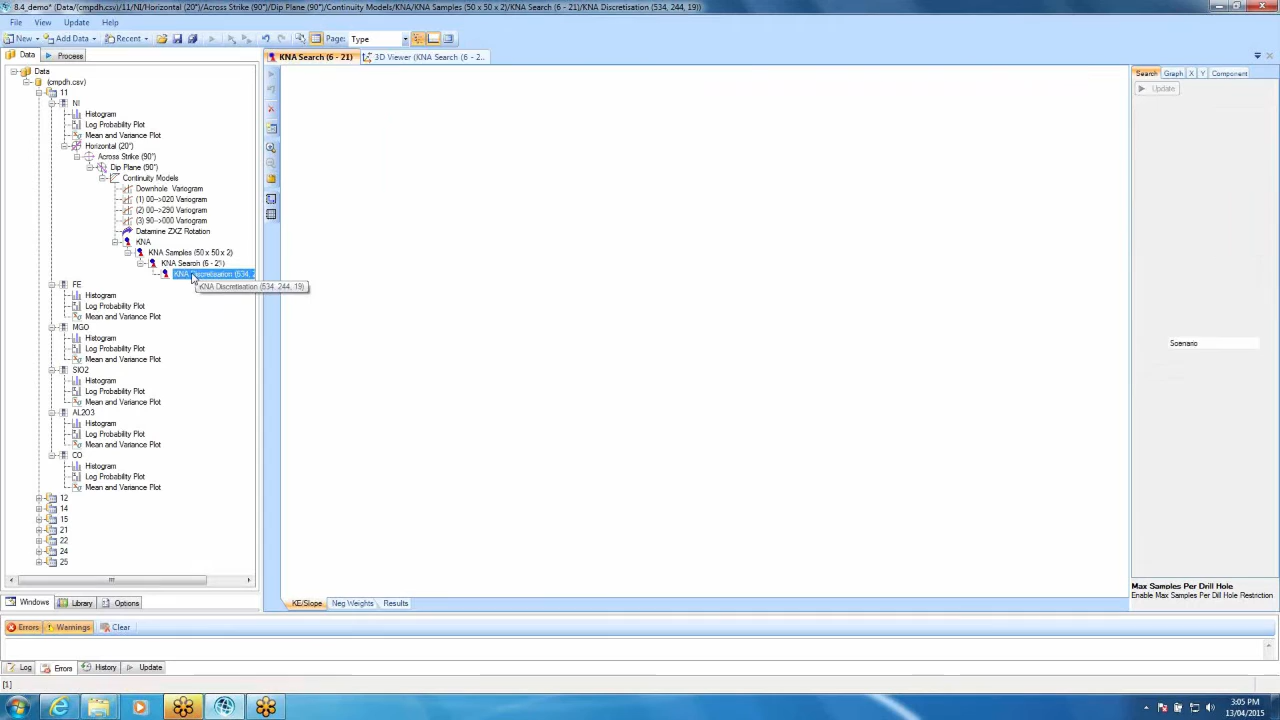 8.4_demo* (Data/(cmpdh.csv)/11/NI/Horizontal (20°)/Across Strike (90°)/Dip Plane (90°)/Continuity Models/KNA/KNA Samples (50 x 50 x 2)/KNA Search (6 - 21)/KNA Discretisation (534, 244, 19))
File View Update Help
New Add Data Recent Page: Type
Data Process
KNA Search (6 - 21) 3D Viewer (KNA Search (6 - 2..
Search Graph X Y Component
Update
Data
(cmpdh.csv)
11
NI
Histogram
Log Probability Plot
Mean and Variance Plot
Horizontal (20°)
Across Strike (90°)
Dip Plane (90°)
Continuity Models
Downhole Variogram
(1) 00-->020 Variogram
(2) 00-->290 Variogram
(3) 90-->000 Variogram
Datamine ZXZ Rotation
KNA
KNA Samples (50 x 50 x 2)
KNA Search (6 - 21)
KNA Discretisation (534, 2
KNA Discretisation (534, 244, 19)
FE
Histogram
Log Probability Plot
Mean and Variance Plot
MGO
Histogram
Log Probability Plot
Mean and Variance Plot
Scenario
SIO2
Histogram
Log Probability Plot
Mean and Variance Plot
AL2O3
Histogram
Log Probability Plot
Mean and Variance Plot
CO
Histogram
Log Probability Plot
Mean and Variance Plot
12
14
15
21
22
24
25
Max Samples Per Drill Hole
Enable Max Samples Per Dill Hole Restriction
Windows Library Options
KE/Slope Neg Weights Results
Errors Warnings Clear
Log Errors History Update
[1]
3:05 PM
13/04/2015